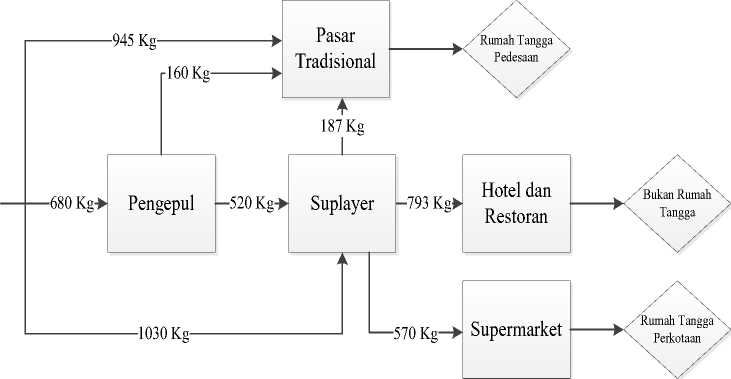 945 Kg
Pasar
Tradisional
Rumah Tangga
Pedesaan
160 Kg
187 Kg
680 Kg
Pengepul
520 Kg
Suplayer
793 Kg
Hotel dan
Restoran
Bukan Rumah
Tangga
1030 Kg
570 Kg
Supermarket
Rumah Tangga
Perkotaan